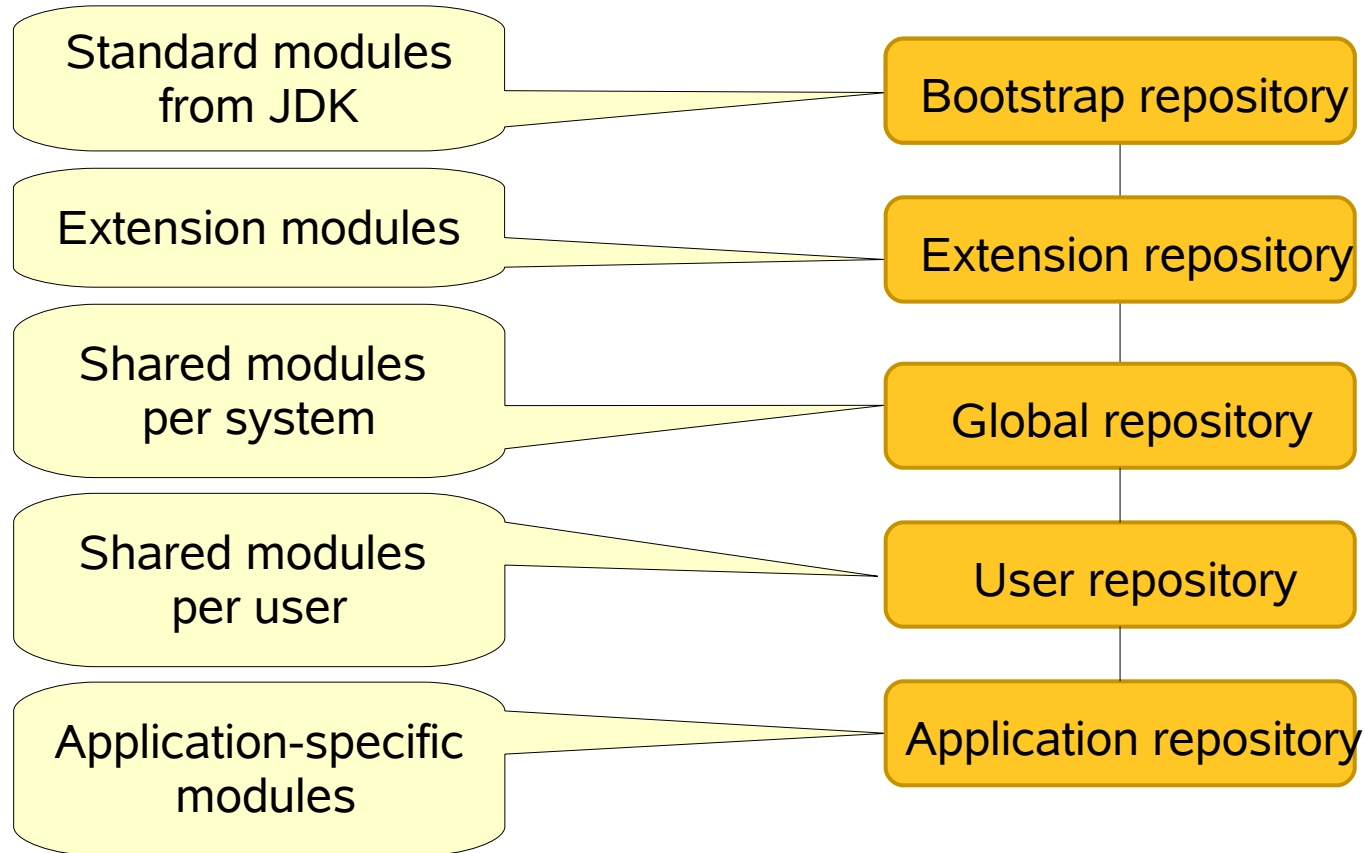 Standard modules
from JDK
Bootstrap repository
Extension modules
Extension repository
Shared modules
per system
Global repository
Shared modules
per user
User repository
Application-specific
modules
Application repository